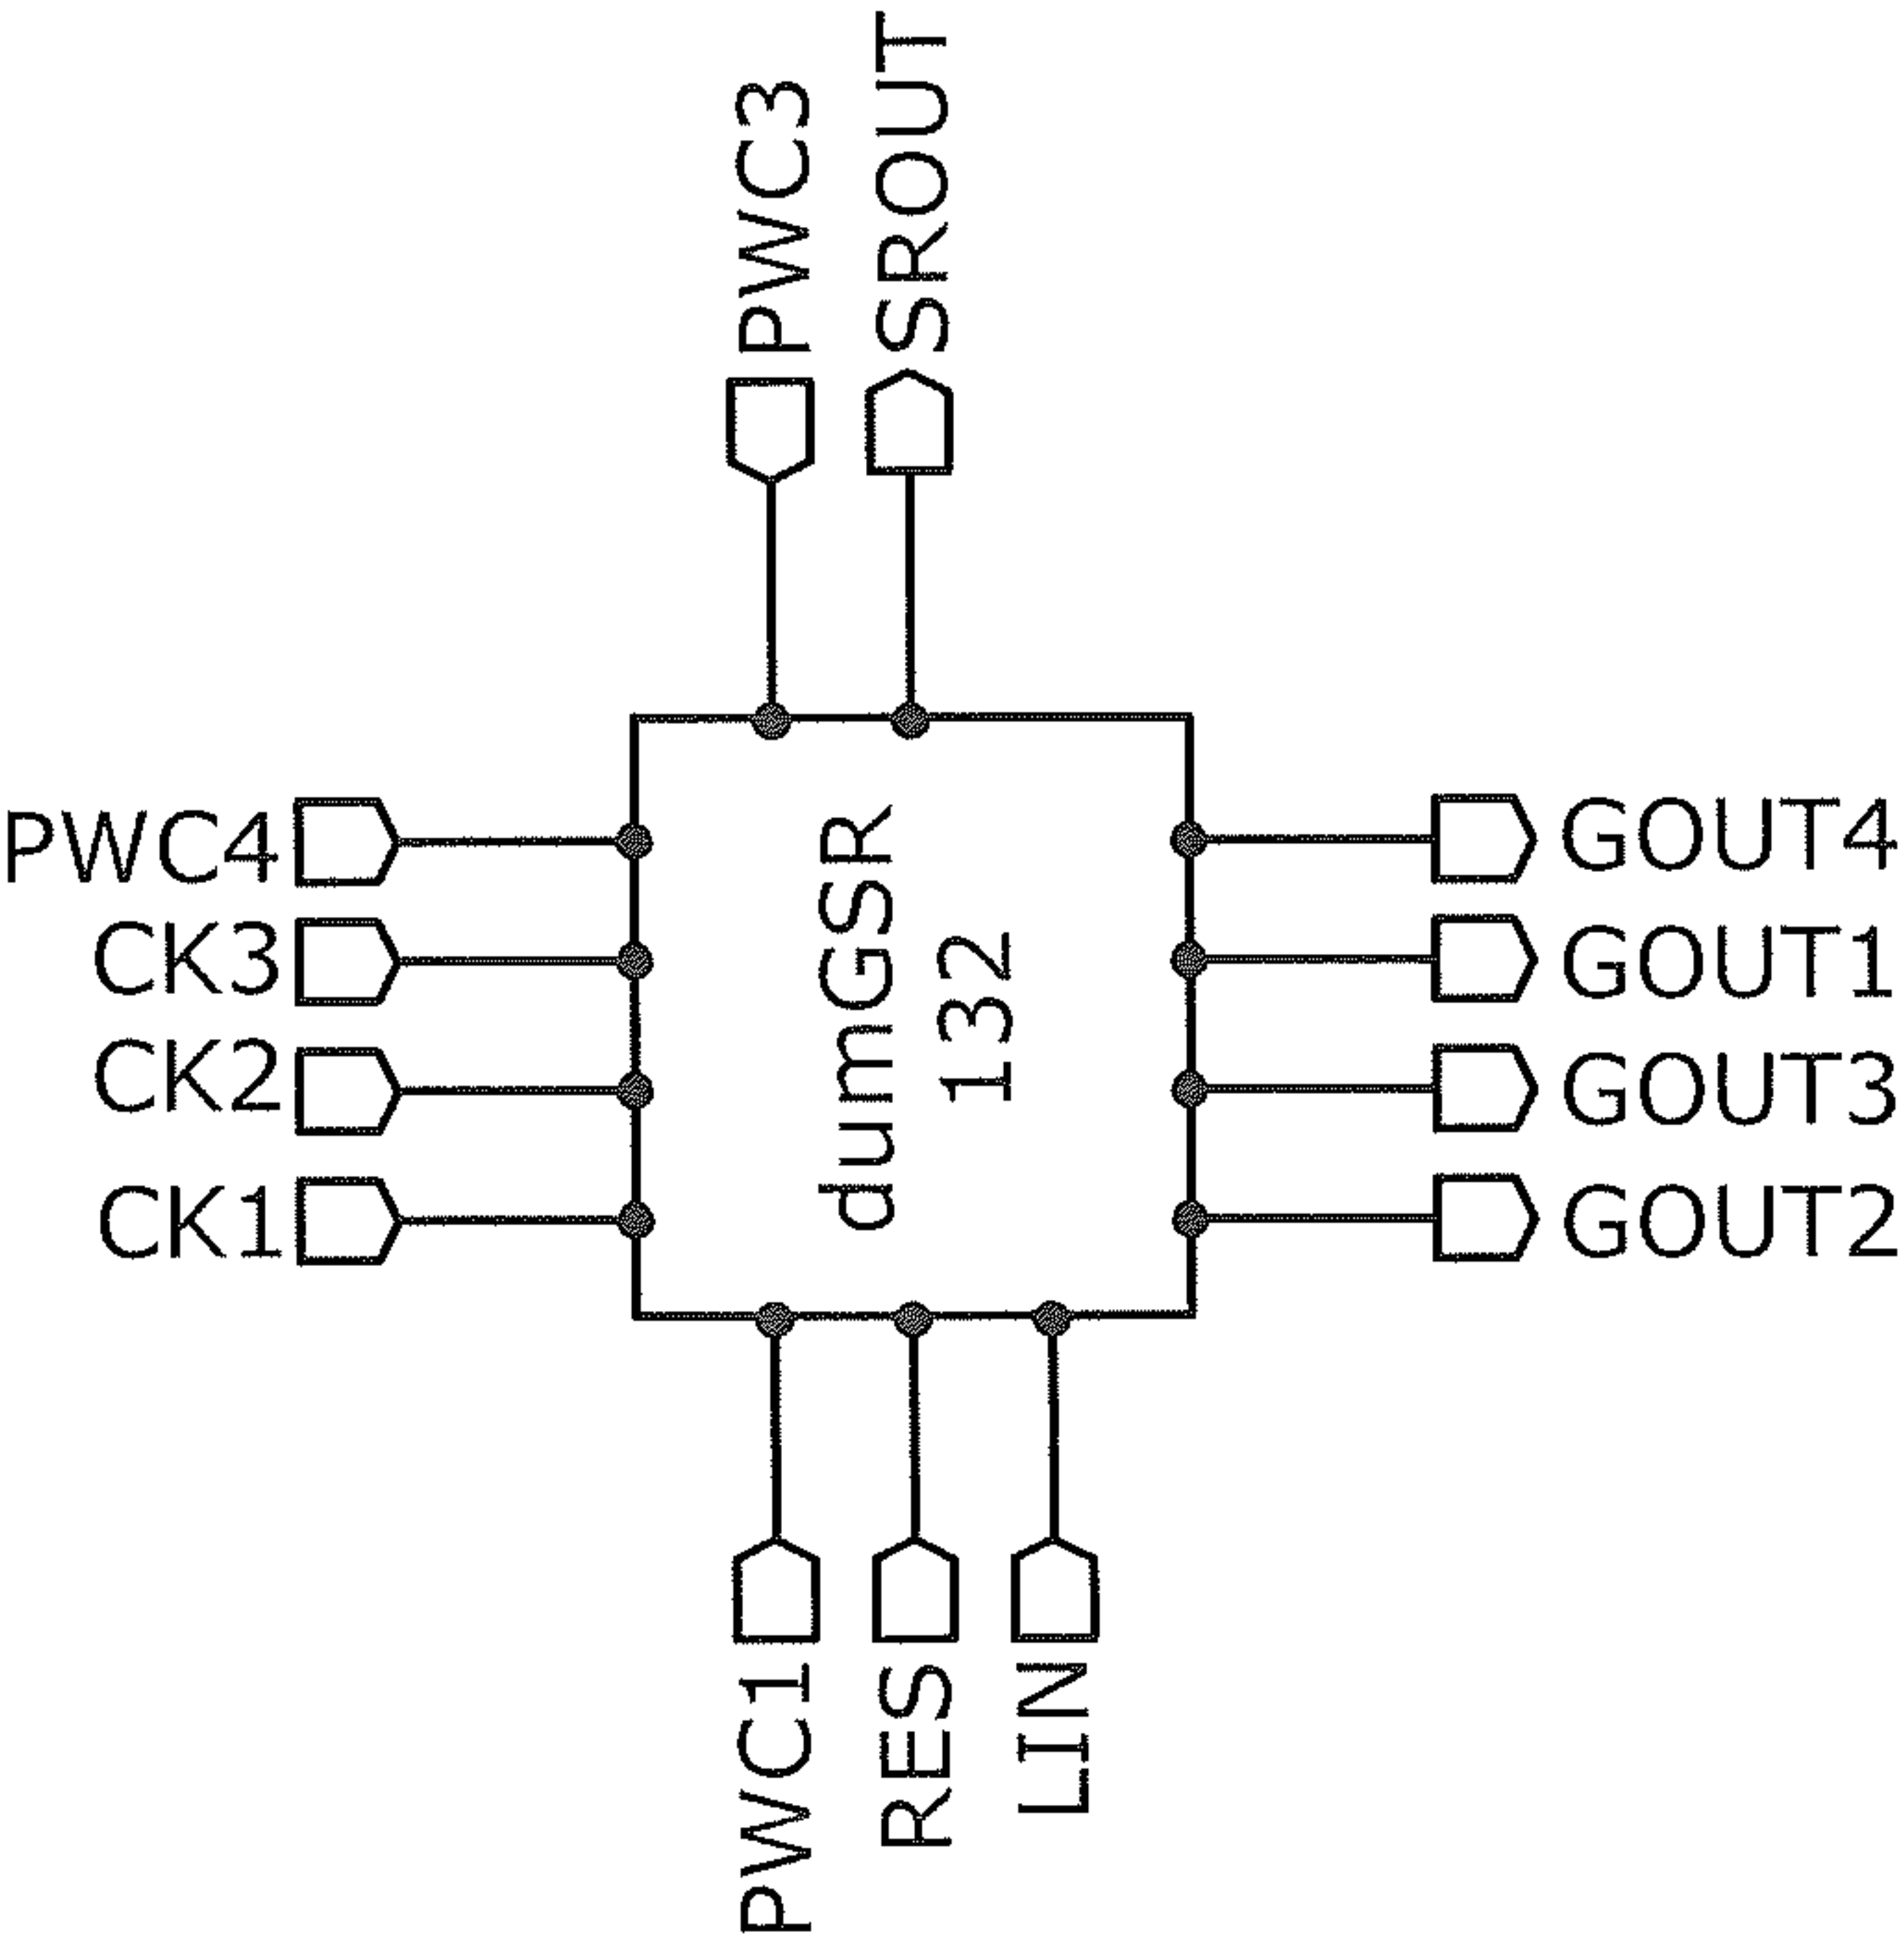 PWC3
SROUT
PWC4
CK3
CK2
CK1
dumGSR
132
GOUT4
GOUT1
GOUT3
GOUT2
PWC1
RES
LIN